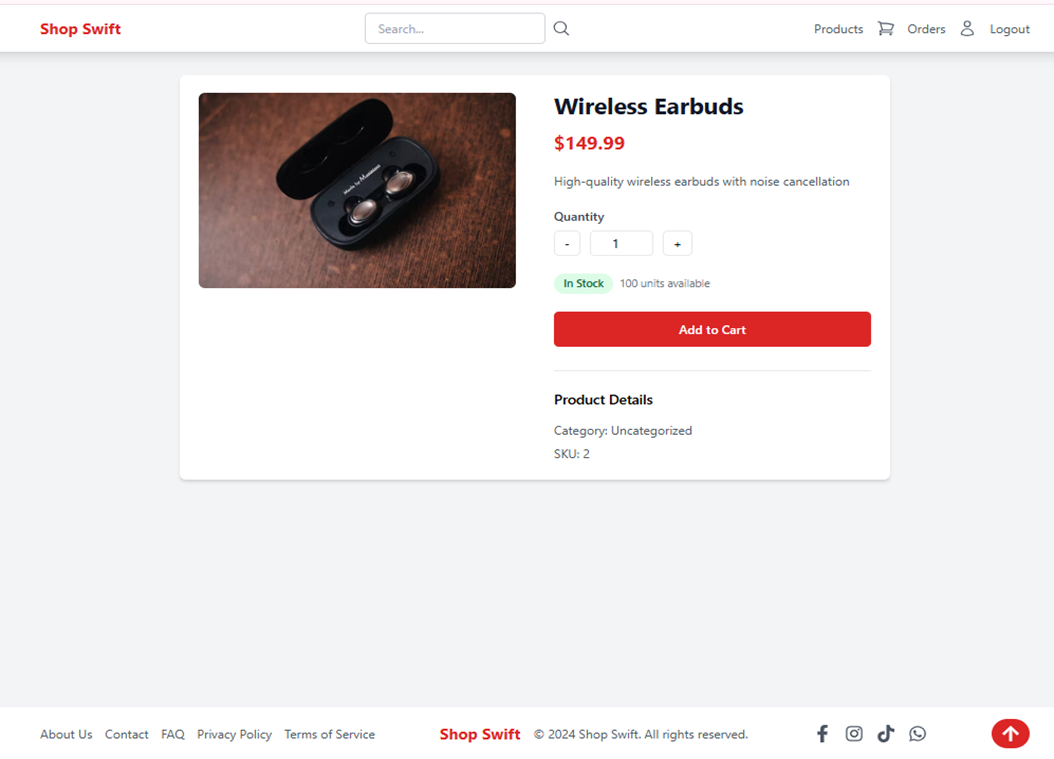 Shop Swift
Search...
Products
Orders
Logout
Made by Mussaons
Wireless Earbuds
$149.99
High-quality wireless earbuds with noise cancellation
Quantity
- 1 +
In Stock 100 units available
Add to Cart
Product Details
Category: Uncategorized
SKU: 2
About Us Contact FAQ Privacy Policy Terms of Service Shop Swift © 2024 Shop Swift. All rights reserved.